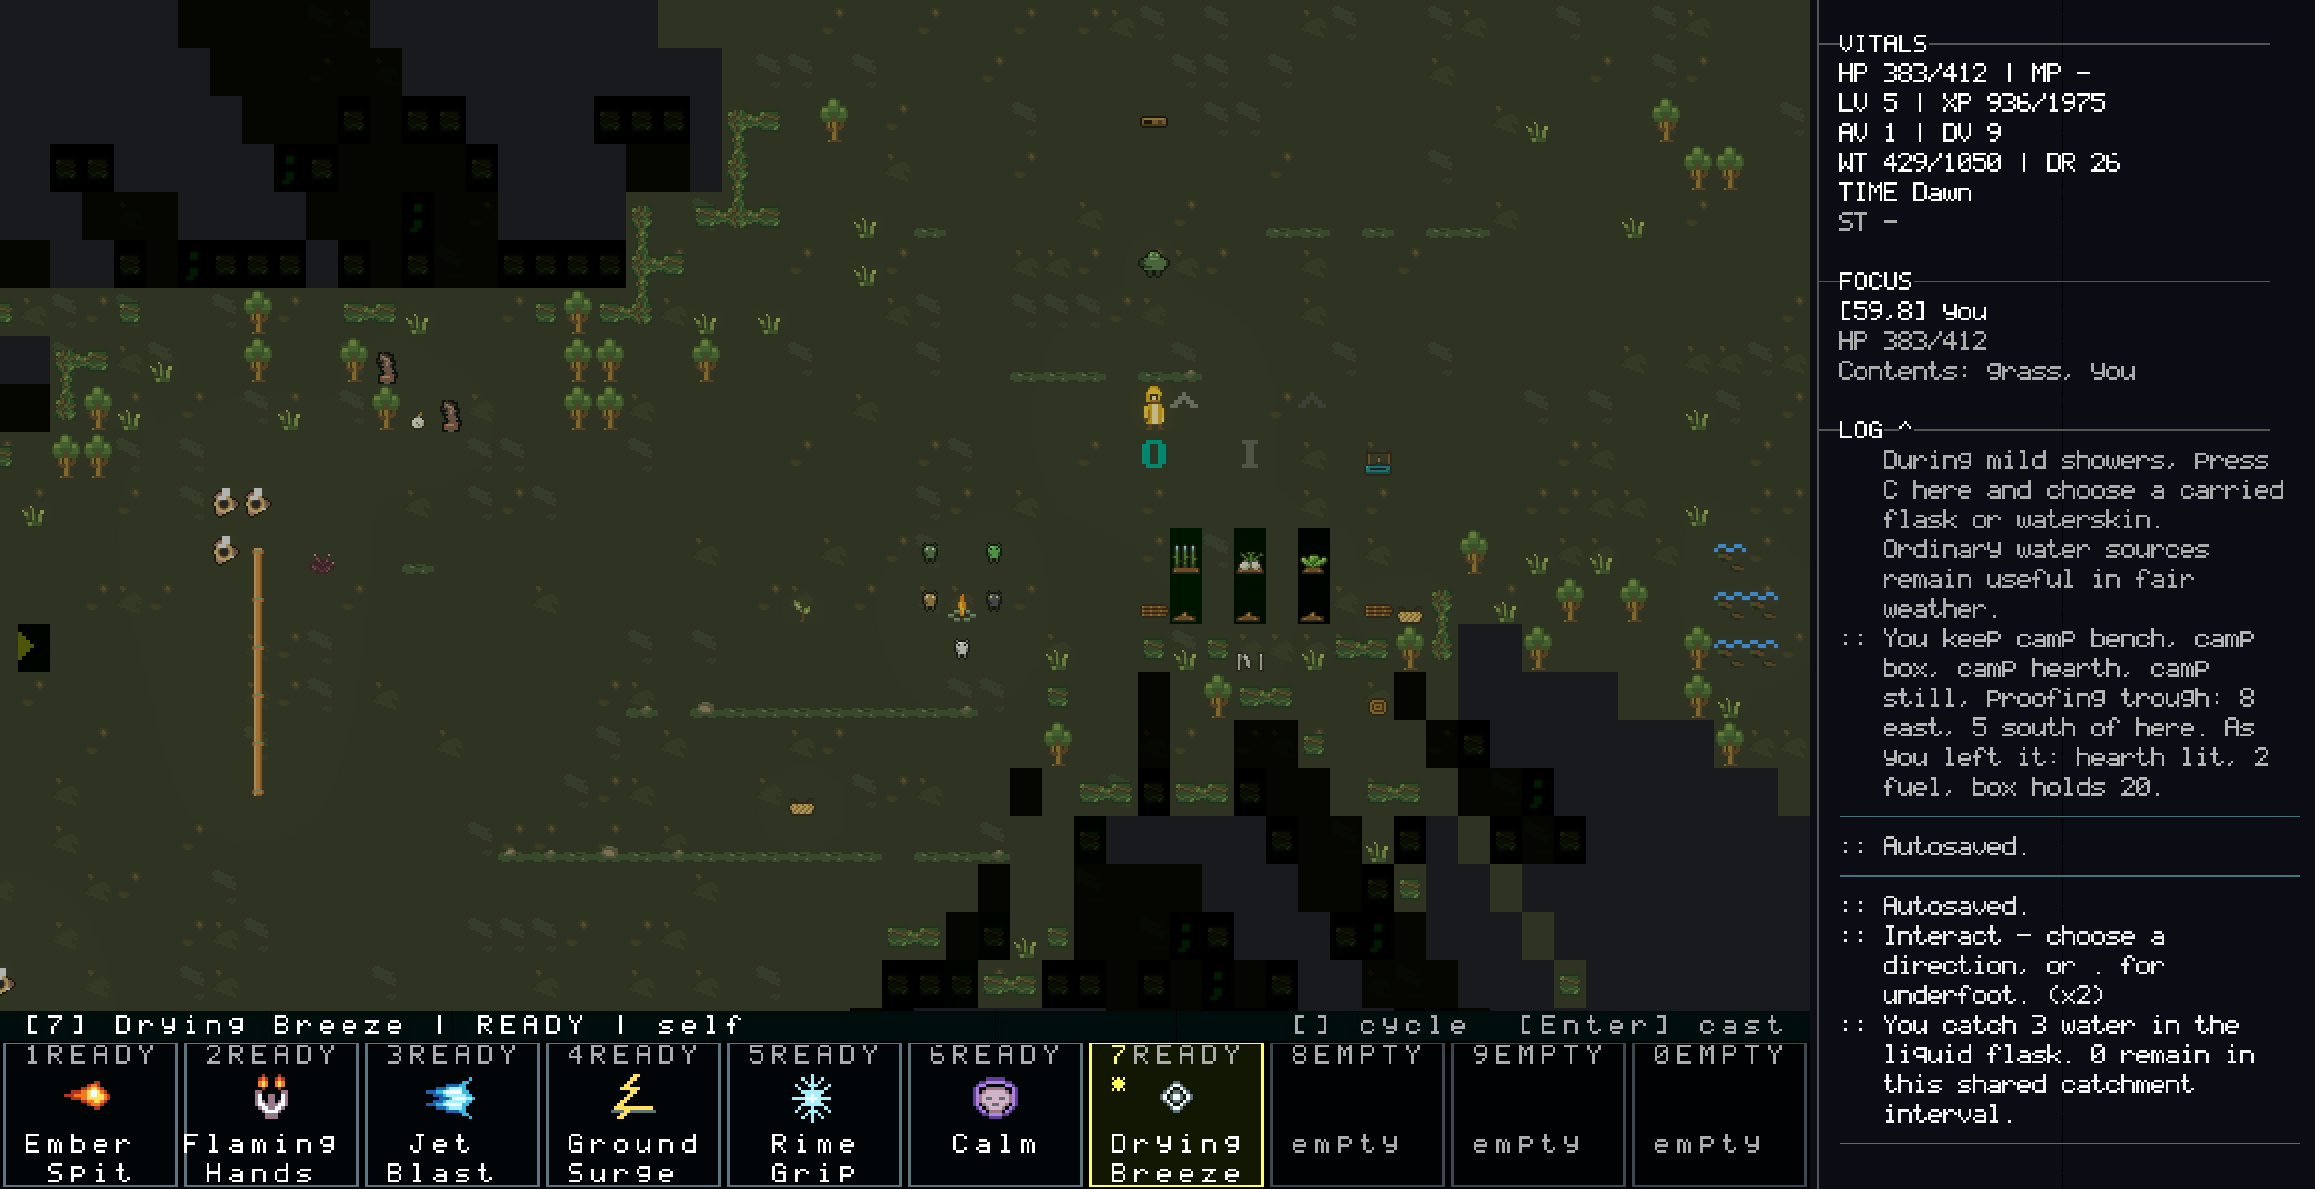 VITALS
HP 383/412 | MP -
LV 5 | XP 936/1975
AV 1 | DV 9
WT 429/1050 | DR 26
TIME Dawn
ST -
FOCUS
[59,8] You
HP 383/412
Contents: grass, You
LOG ^
During mild showers, press
C here and choose a carried
flask or waterskin.
Ordinary water sources
remain useful in fair
weather.
:: You keep camp bench, camp
box, camp hearth, camp
still, proofing trough: 8
east, 5 south of here. As
you left it: hearth lit, 2
fuel, box holds 20.
:: Autosaved.
:: Autosaved.
:: Interact - choose a
direction, or . for
underfoot. (x2)
:: You catch 3 water in the
liquid flask. 0 remain in
this shared catchment
interval.
O I
[7] Drying Breeze | READY | self
[] cycle [Enter] cast
1READY 2READY 3READY 4READY 5READY 6READY 7READY 8EMPTY 9EMPTY 0EMPTY
Ember Flaming Jet Ground Rime Calm Drying empty empty empty
Spit Hands Blast Surge Grip Breeze